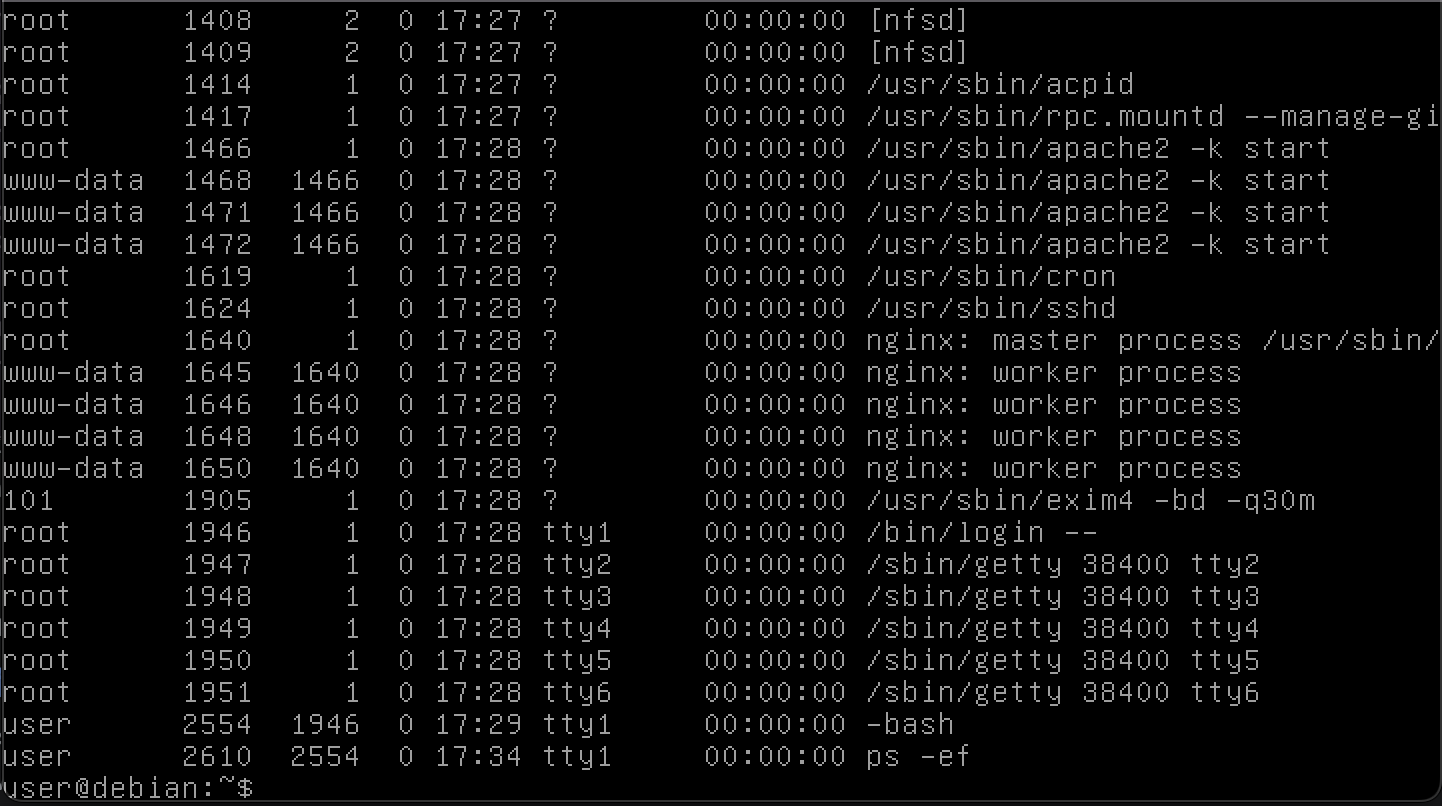 root      1408     2  0 17:27 ?        00:00:00 [nfsd]
root      1409     2  0 17:27 ?        00:00:00 [nfsd]
root      1414     1  0 17:27 ?        00:00:00 /usr/sbin/acpid
root      1417     1  0 17:27 ?        00:00:00 /usr/sbin/rpc.mountd --manage-gi
root      1466     1  0 17:28 ?        00:00:00 /usr/sbin/apache2 -k start
www-data  1468  1466  0 17:28 ?        00:00:00 /usr/sbin/apache2 -k start
www-data  1471  1466  0 17:28 ?        00:00:00 /usr/sbin/apache2 -k start
www-data  1472  1466  0 17:28 ?        00:00:00 /usr/sbin/apache2 -k start
root      1619     1  0 17:28 ?        00:00:00 /usr/sbin/cron
root      1624     1  0 17:28 ?        00:00:00 /usr/sbin/sshd
root      1640     1  0 17:28 ?        00:00:00 nginx: master process /usr/sbin/
www-data  1645  1640  0 17:28 ?        00:00:00 nginx: worker process
www-data  1646  1640  0 17:28 ?        00:00:00 nginx: worker process
www-data  1648  1640  0 17:28 ?        00:00:00 nginx: worker process
www-data  1650  1640  0 17:28 ?        00:00:00 nginx: worker process
101       1905     1  0 17:28 ?        00:00:00 /usr/sbin/exim4 -bd -q30m
root      1946     1  0 17:28 tty1     00:00:00 /bin/login --
root      1947     1  0 17:28 tty2     00:00:00 /sbin/getty 38400 tty2
root      1948     1  0 17:28 tty3     00:00:00 /sbin/getty 38400 tty3
root      1949     1  0 17:28 tty4     00:00:00 /sbin/getty 38400 tty4
root      1950     1  0 17:28 tty5     00:00:00 /sbin/getty 38400 tty5
root      1951     1  0 17:28 tty6     00:00:00 /sbin/getty 38400 tty6
user      2554  1946  0 17:29 tty1     00:00:00 -bash
user      2610  2554  0 17:34 tty1     00:00:00 ps -ef
user@debian:~$